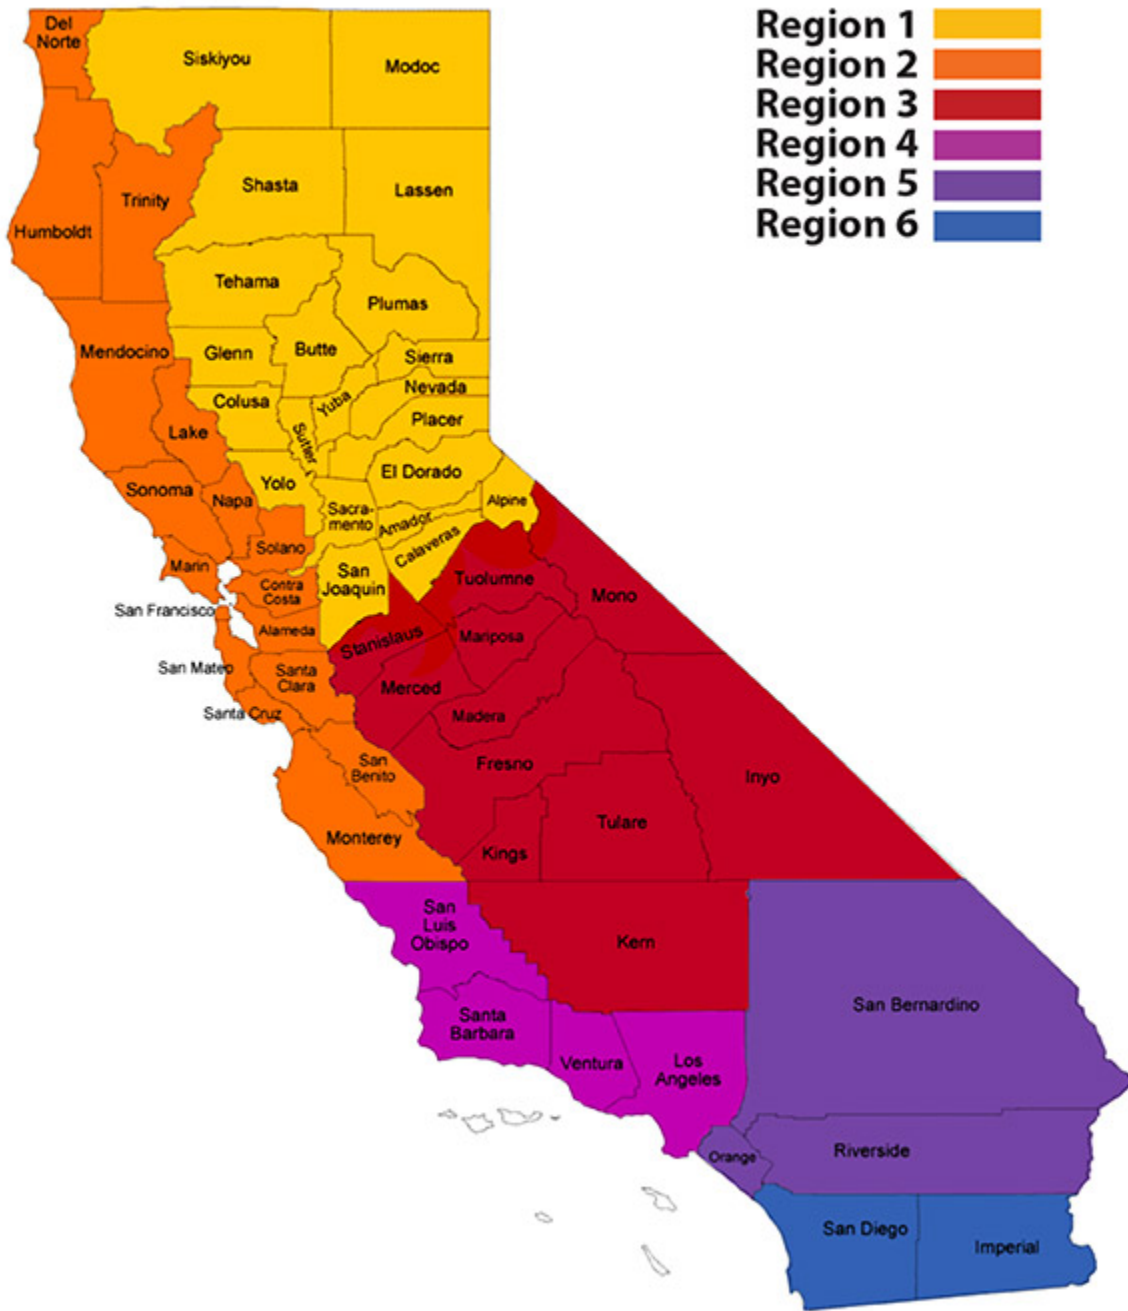 Region 1
Region 2
Region 3
Region 4
Region 5
Region 6
Del
Norte
Siskiyou
Modoc
Shasta
Lassen
Trinity
Humboldt
Tehama
Plumas
Mendocino
Glenn
Butte
Sierra
Nevada
Colusa
Yuba
Placer
Lake
Sutter
El Dorado
Yolo
Sonoma
Napa
Sacra-
mento
Amador
Alpine
Solano
Calaveras
Marin
San
Joaquin
Contra
Costa
Tuolumne
Mono
San Francisco
Alameda
Stanislaus
Mariposa
San Mateo
Santa
Clara
Merced
Santa Cruz
Madera
San
Benito
Fresno
Inyo
Monterey
Tulare
Kings
San
Luis
Obispo
Kern
San Bernardino
Santa
Barbara
Ventura
Los
Angeles
Orange
Riverside
San Diego
Imperial